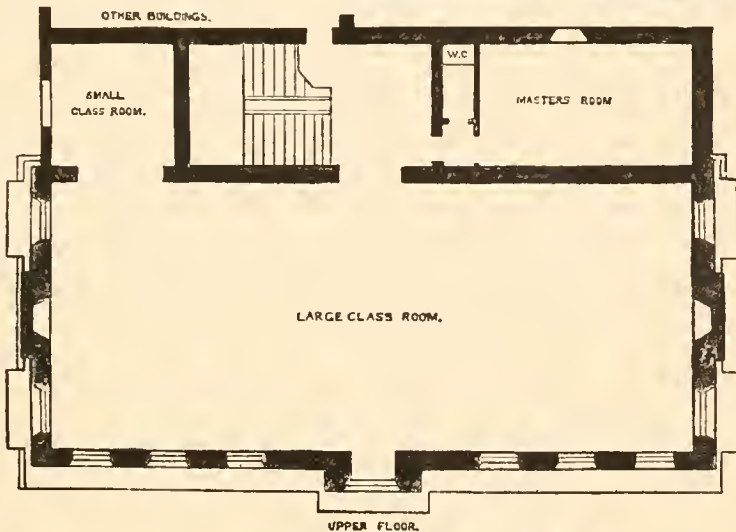 OTHER BUILDINGS.
W.C
SMALL
CLASS ROOM.
MASTERS ROOM
LARGE CLASS ROOM.
UPPER FLOOR.